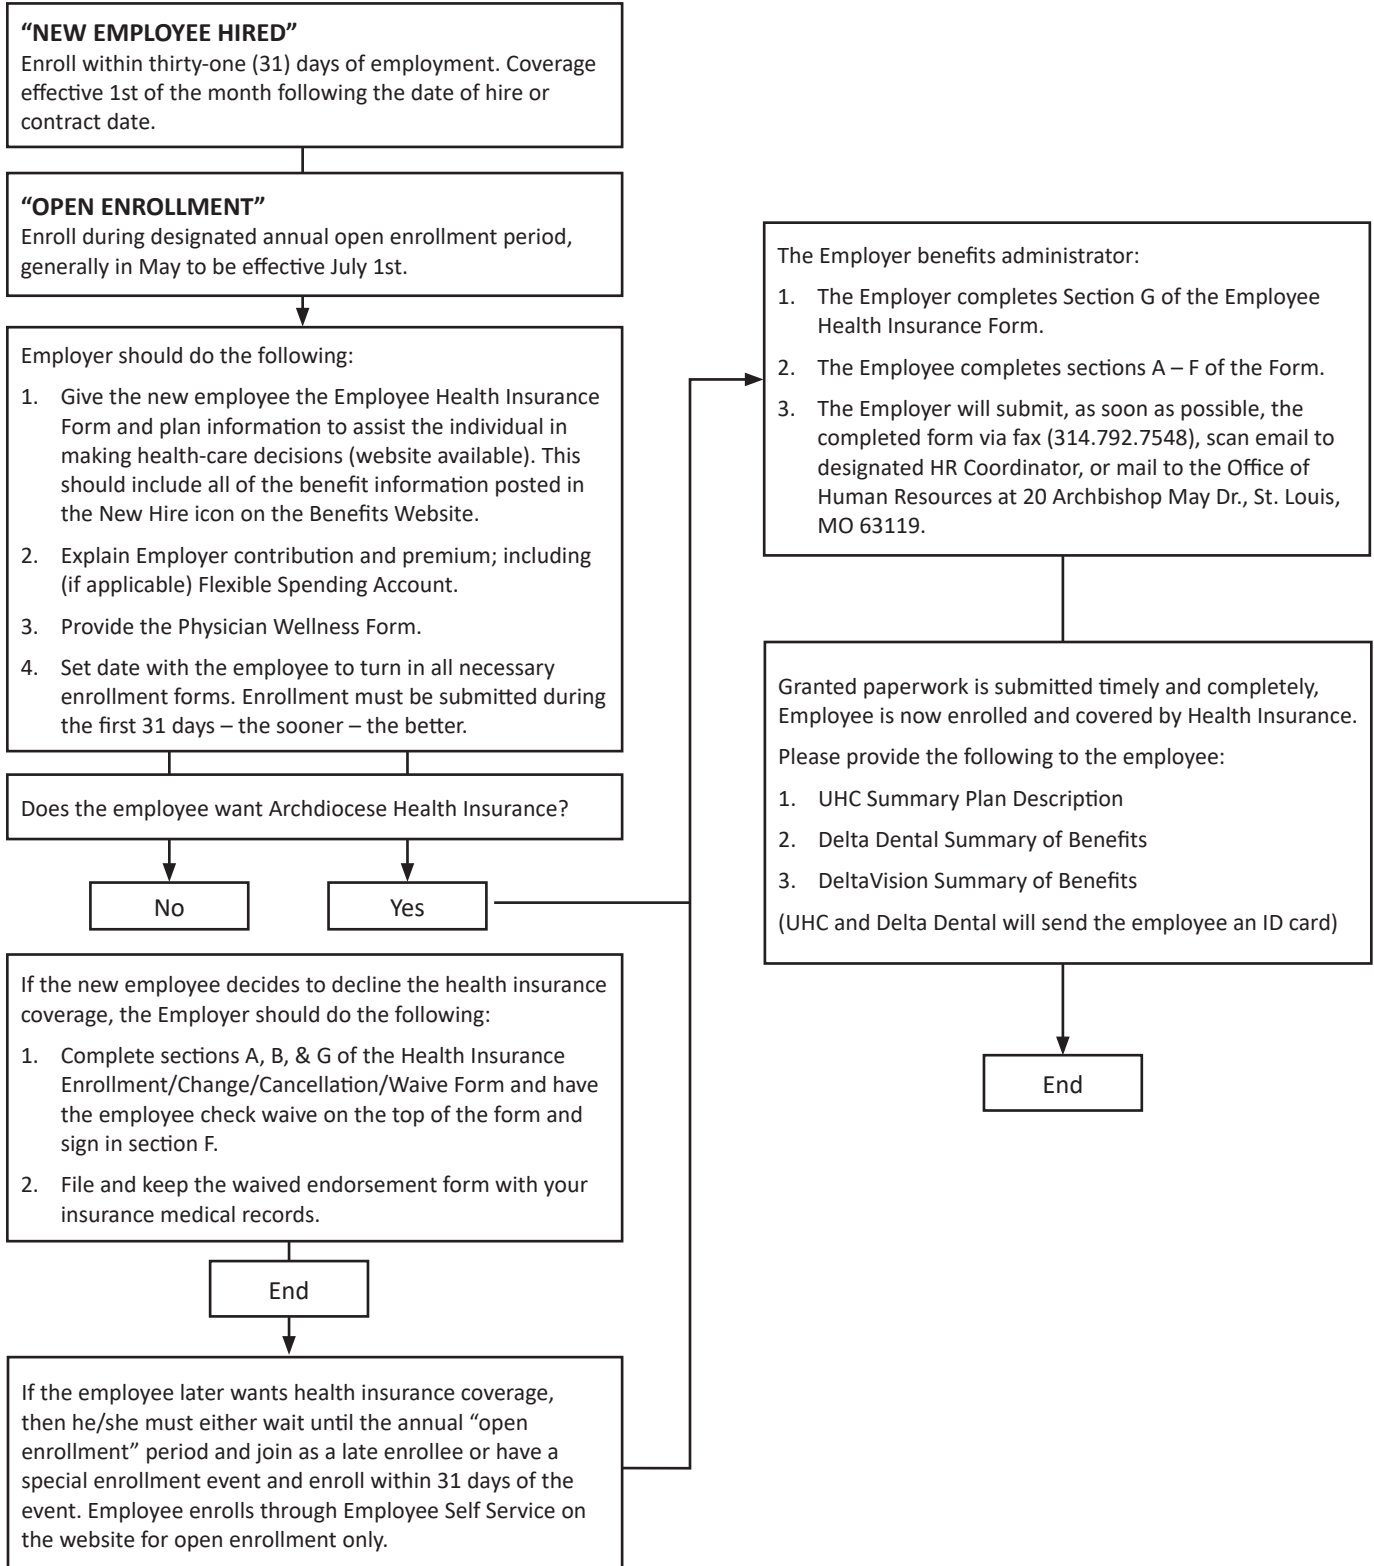 “NEW EMPLOYEE HIRED”
Enroll within thirty-one (31) days of employment. Coverage
effective 1st of the month following the date of hire or
contract date.
“OPEN ENROLLMENT”
Enroll during designated annual open enrollment period,
generally in May to be effective July 1st.
Employer should do the following:
1. Give the new employee the Employee Health Insurance
Form and plan information to assist the individual in
making health-care decisions (website available). This
should include all of the benefit information posted in
the New Hire icon on the Benefits Website.
2. Explain Employer contribution and premium; including
(if applicable) Flexible Spending Account.
3. Provide the Physician Wellness Form.
4. Set date with the employee to turn in all necessary
enrollment forms. Enrollment must be submitted during
the first 31 days – the sooner – the better.
Does the employee want Archdiocese Health Insurance?
No
Yes
If the new employee decides to decline the health insurance
coverage, the Employer should do the following:
1. Complete sections A, B, & G of the Health Insurance
Enrollment/Change/Cancellation/Waive Form and have
the employee check waive on the top of the form and
sign in section F.
2. File and keep the waived endorsement form with your
insurance medical records.
End
If the employee later wants health insurance coverage,
then he/she must either wait until the annual “open
enrollment” period and join as a late enrollee or have a
special enrollment event and enroll within 31 days of the
event. Employee enrolls through Employee Self Service on
the website for open enrollment only.
The Employer benefits administrator:
1. The Employer completes Section G of the Employee
Health Insurance Form.
2. The Employee completes sections A – F of the Form.
3. The Employer will submit, as soon as possible, the
completed form via fax (314.792.7548), scan email to
designated HR Coordinator, or mail to the Office of
Human Resources at 20 Archbishop May Dr., St. Louis,
MO 63119.
Granted paperwork is submitted timely and completely,
Employee is now enrolled and covered by Health Insurance.
Please provide the following to the employee:
1. UHC Summary Plan Description
2. Delta Dental Summary of Benefits
3. DeltaVision Summary of Benefits
(UHC and Delta Dental will send the employee an ID card)
End